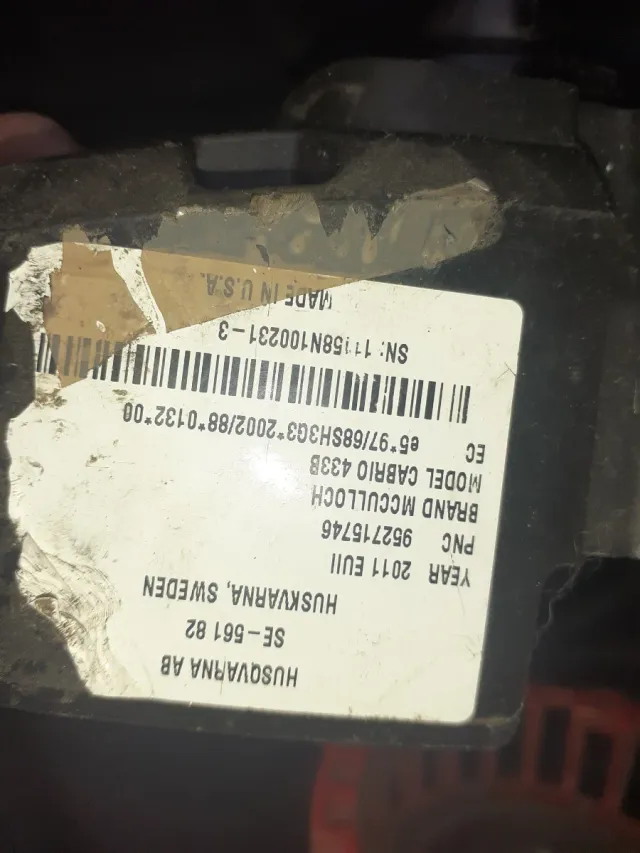 HUSQVARNA AB
SE-561 82
HUSKVARNA, SWEDEN
YEAR 2011 EUII
PNC 952715746
BRAND MCCULLOCH
MODEL CABRIO 433B
EC
e5*97/68SH3G3*2002/88*0132*00
SN: 11158N100231-3
MADE IN U.S.A.